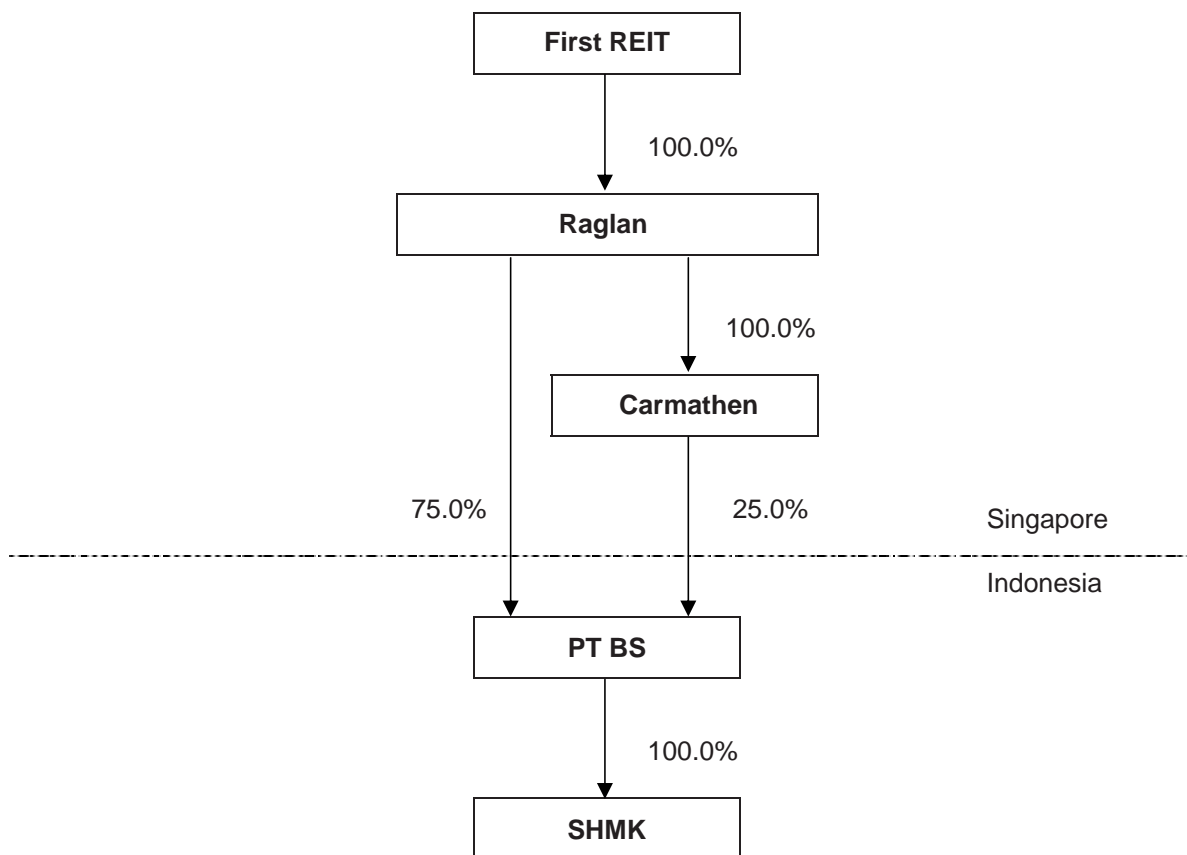 First REIT
100.0%
Raglan
100.0%
Carmathen
75.0%
25.0%
Singapore
Indonesia
PT BS
100.0%
SHMK